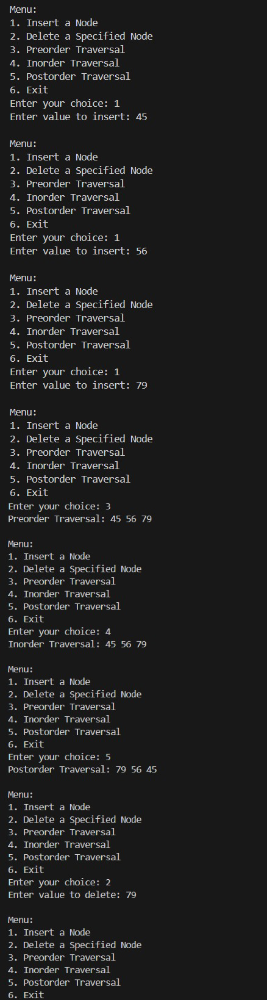 Menu:
1. Insert a Node
2. Delete a Specified Node
3. Preorder Traversal
4. Inorder Traversal
5. Postorder Traversal
6. Exit
Enter your choice: 1
Enter value to insert: 45

Menu:
1. Insert a Node
2. Delete a Specified Node
3. Preorder Traversal
4. Inorder Traversal
5. Postorder Traversal
6. Exit
Enter your choice: 1
Enter value to insert: 56

Menu:
1. Insert a Node
2. Delete a Specified Node
3. Preorder Traversal
4. Inorder Traversal
5. Postorder Traversal
6. Exit
Enter your choice: 1
Enter value to insert: 79

Menu:
1. Insert a Node
2. Delete a Specified Node
3. Preorder Traversal
4. Inorder Traversal
5. Postorder Traversal
6. Exit
Enter your choice: 3
Preorder Traversal: 45 56 79

Menu:
1. Insert a Node
2. Delete a Specified Node
3. Preorder Traversal
4. Inorder Traversal
5. Postorder Traversal
6. Exit
Enter your choice: 4
Inorder Traversal: 45 56 79

Menu:
1. Insert a Node
2. Delete a Specified Node
3. Preorder Traversal
4. Inorder Traversal
5. Postorder Traversal
6. Exit
Enter your choice: 5
Postorder Traversal: 79 56 45

Menu:
1. Insert a Node
2. Delete a Specified Node
3. Preorder Traversal
4. Inorder Traversal
5. Postorder Traversal
6. Exit
Enter your choice: 2
Enter value to delete: 79

Menu:
1. Insert a Node
2. Delete a Specified Node
3. Preorder Traversal
4. Inorder Traversal
5. Postorder Traversal
6. Exit